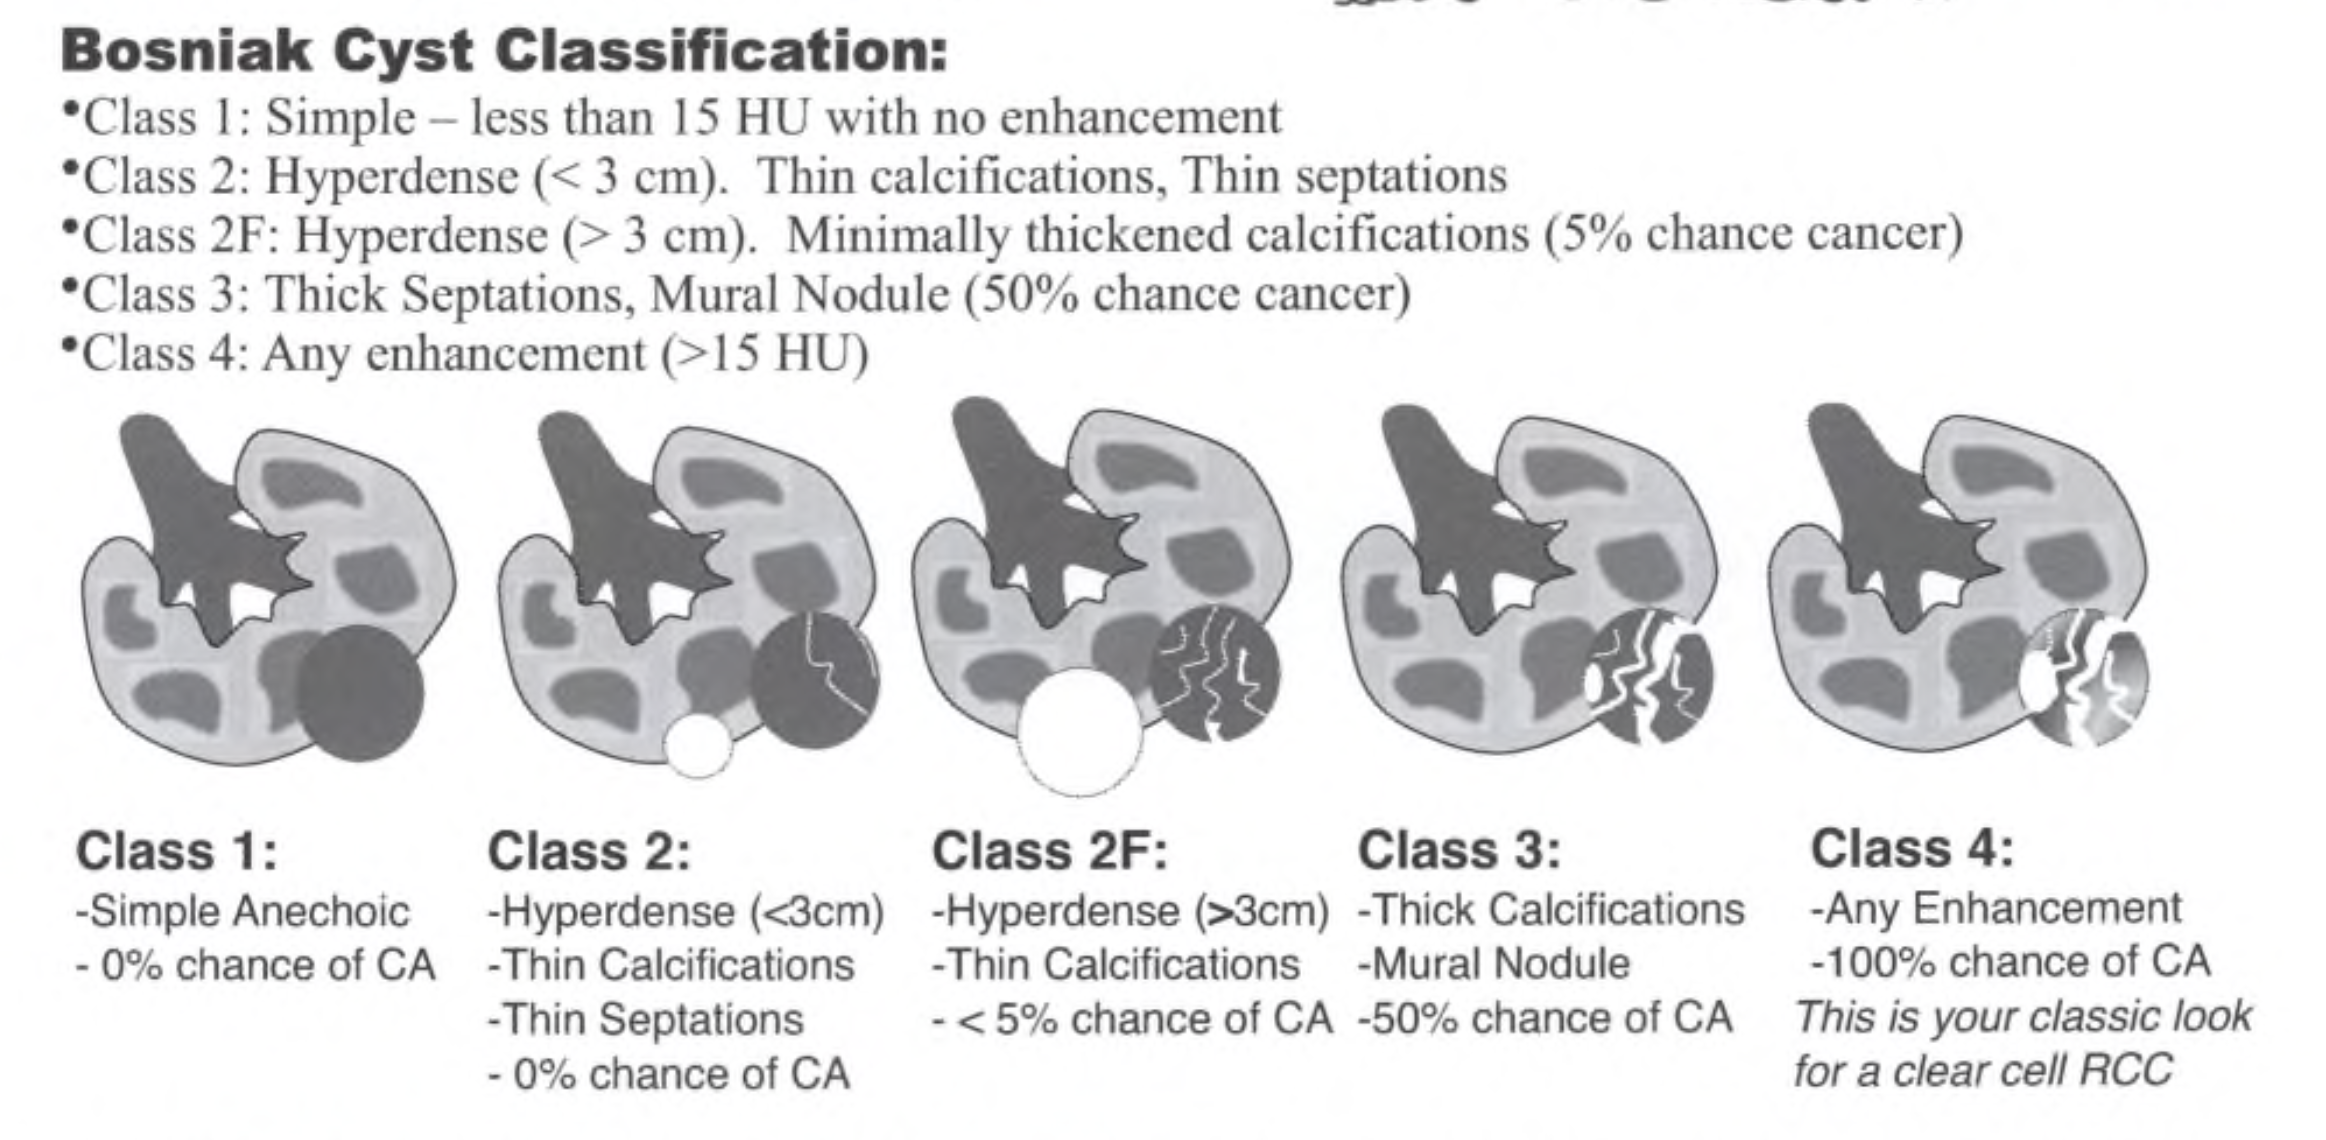 Bosniak Cyst Classification:
•Class 1: Simple – less than 15 HU with no enhancement
•Class 2: Hyperdense (< 3 cm). Thin calcifications, Thin septations
•Class 2F: Hyperdense (> 3 cm). Minimally thickened calcifications (5% chance cancer)
•Class 3: Thick Septations, Mural Nodule (50% chance cancer)
•Class 4: Any enhancement (>15 HU)
Class 1:
-Simple Anechoic
- 0% chance of CA
Class 2:
-Hyperdense (<3cm)
-Thin Calcifications
-Thin Septations
- 0% chance of CA
Class 2F:
-Hyperdense (>3cm)
-Thin Calcifications
- < 5% chance of CA
Class 3:
-Thick Calcifications
-Mural Nodule
-50% chance of CA
Class 4:
-Any Enhancement
-100% chance of CA
This is your classic look
for a clear cell RCC